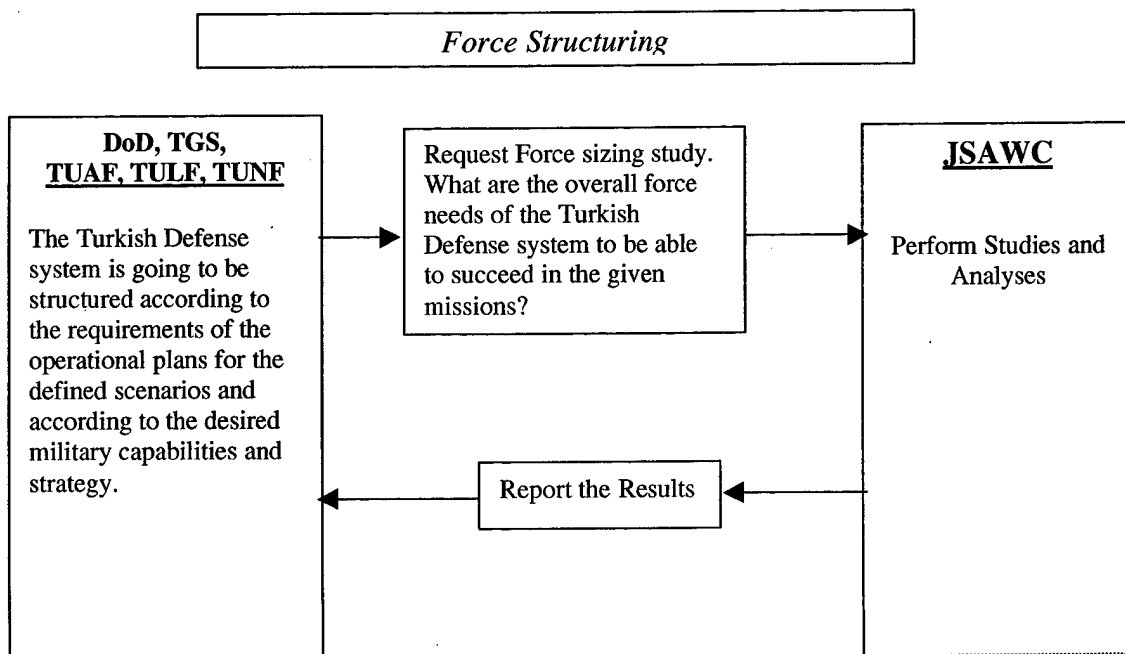 Force Structuring
DoD, TGS,
TUAF, TULF, TUNF
The Turkish Defense
system is going to be
structured according to
the requirements of the
operational plans for the
defined scenarios and
according to the desired
military capabilities and
strategy.
Request Force sizing study.
What are the overall force
needs of the Turkish
Defense system to be able
to succeed in the given
missions?
Report the Results
JSAWC
Perform Studies and
Analyses